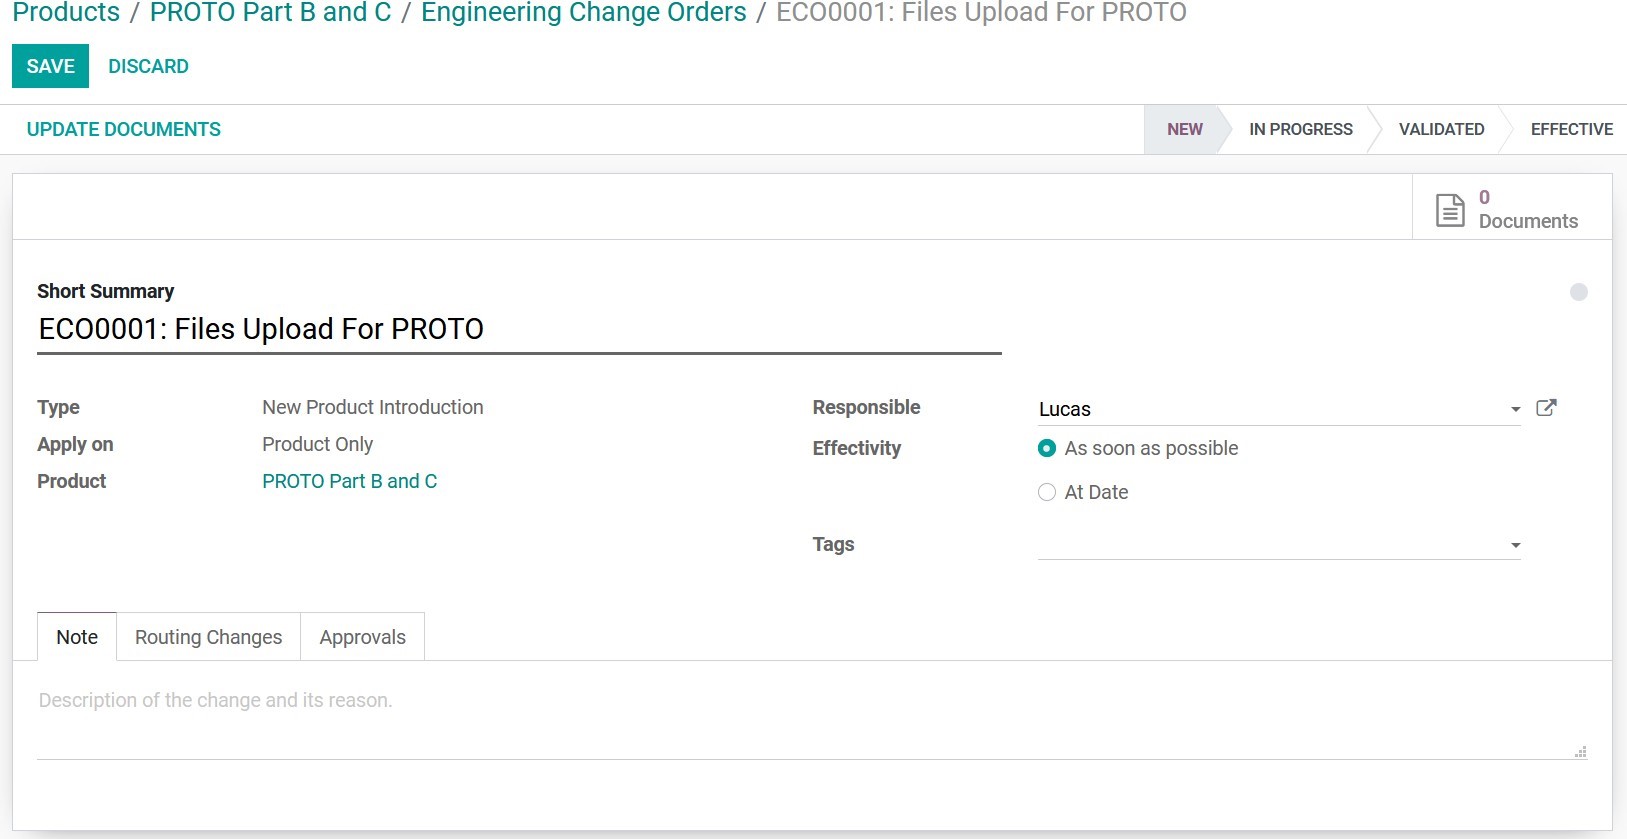 Products / PROTO Part B and C / Engineering Change Orders / ECO0001: Files Upload For PROTO
SAVE DISCARD
UPDATE DOCUMENTS NEW IN PROGRESS VALIDATED EFFECTIVE
0
Documents
Short Summary
ECO0001: Files Upload For PROTO
Type New Product Introduction
Apply on Product Only
Product PROTO Part B and C
Responsible Lucas
Effectivity As soon as possible
At Date
Tags
Note Routing Changes Approvals
Description of the change and its reason.